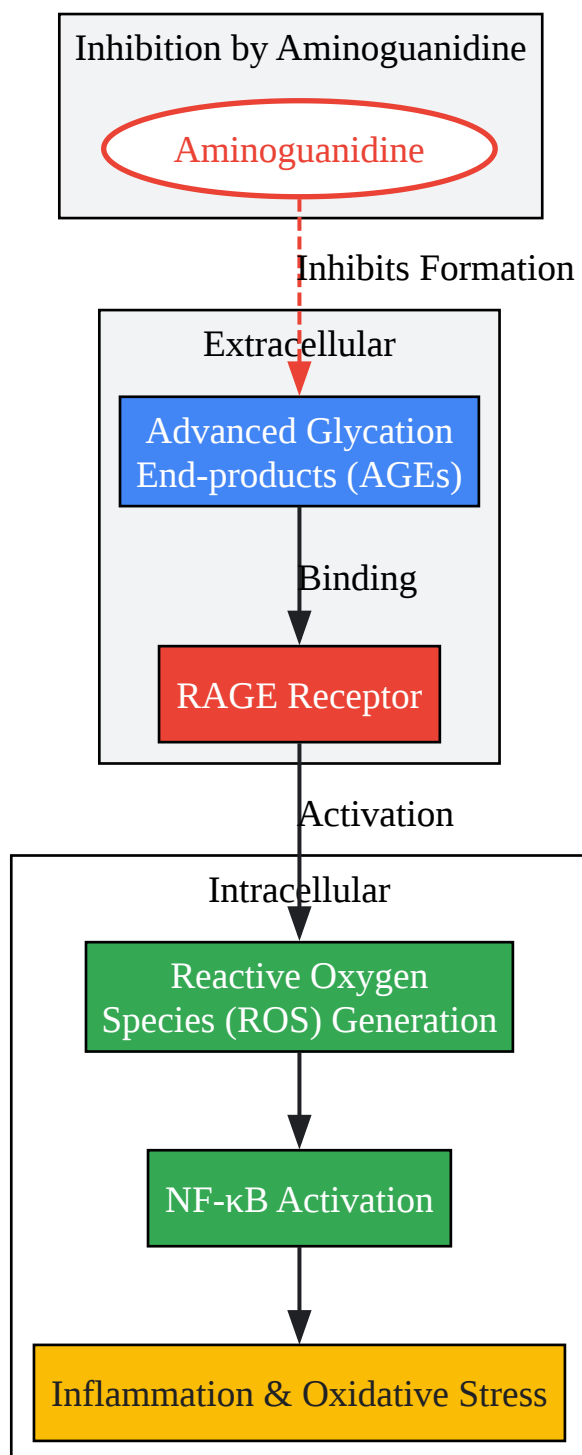 Inhibition by Aminoguanidine
Aminoguanidine
Inhibits Formation
Extracellular
Advanced Glycation
End-products (AGEs)
Binding
RAGE Receptor
Activation
Intracellular
Reactive Oxygen
Species (ROS) Generation
NF-κB Activation
Inflammation & Oxidative Stress